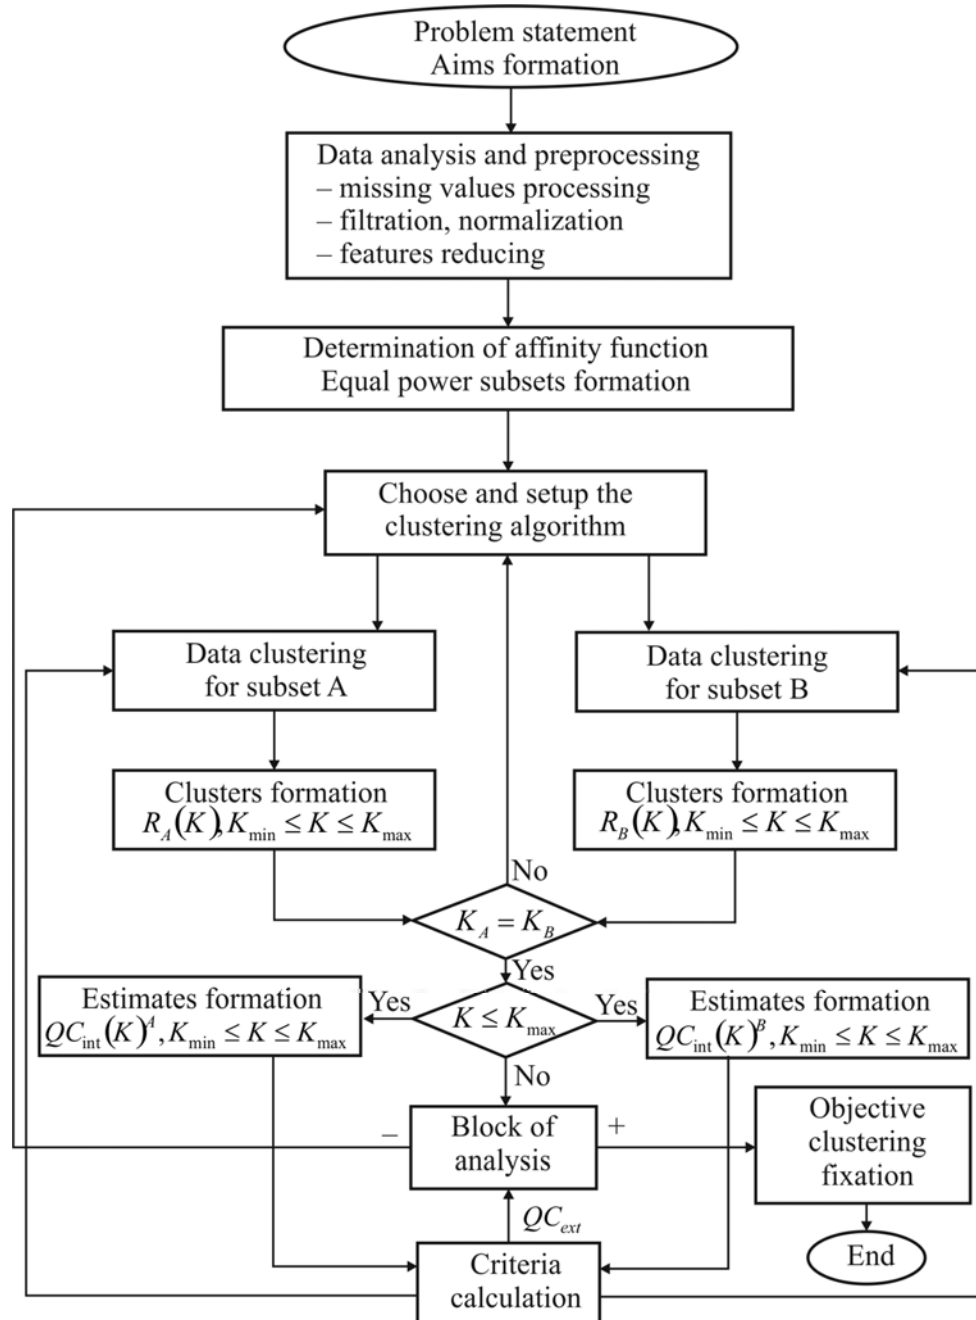 Problem statement
Aims formation
Data analysis and preprocessing
– missing values processing
– filtration, normalization
– features reducing
Determination of affinity function
Equal power subsets formation
Choose and setup the
clustering algorithm
Data clustering
for subset A
Data clustering
for subset B
Clusters formation
R_A(K), K_min ≤ K ≤ K_max
Clusters formation
R_B(K), K_min ≤ K ≤ K_max
No
K_A = K_B
Yes
Estimates formation
QC_int(K)^A, K_min ≤ K ≤ K_max
Yes
K ≤ K_max
Yes
Estimates formation
QC_int(K)^B, K_min ≤ K ≤ K_max
No
–
Block of
analysis
+
Objective
clustering
fixation
QC_ext
Criteria
calculation
End